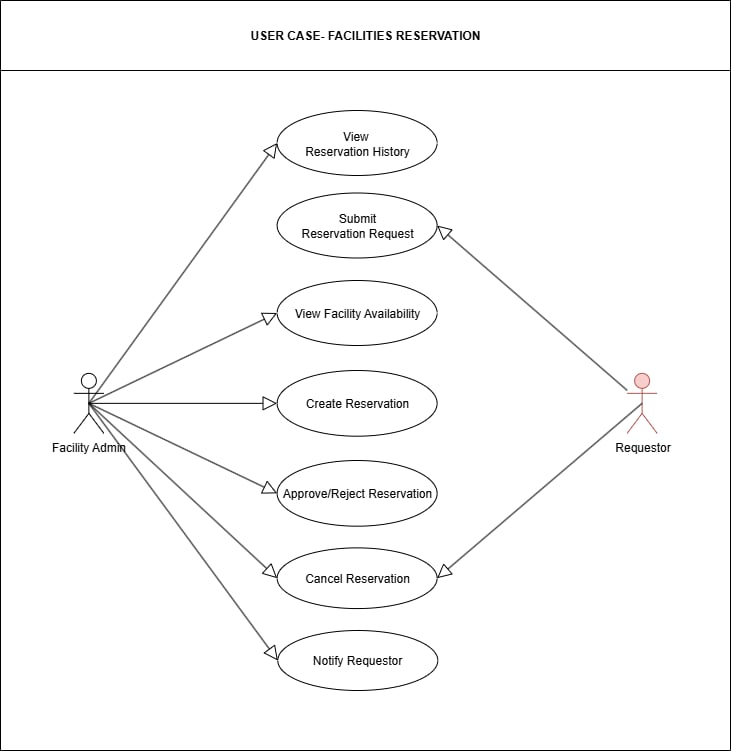 USER CASE- FACILITIES RESERVATION
View
Reservation History
Submit
Reservation Request
View Facility Availability
Create Reservation
Facility Admin
Requestor
Approve/Reject Reservation
Cancel Reservation
Notify Requestor